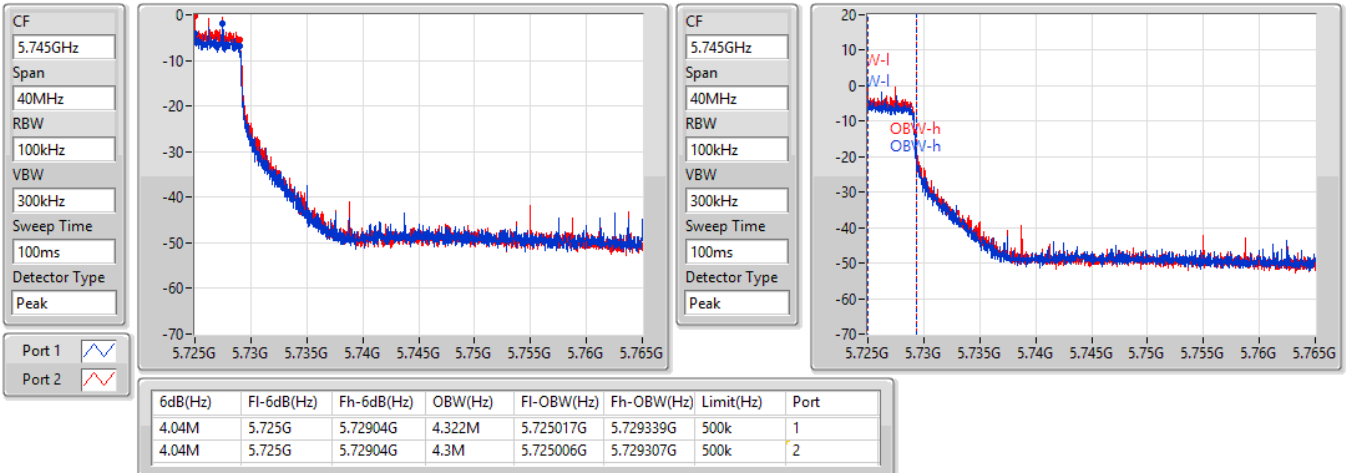 CF
5.745GHz
Span
40MHz
RBW
100kHz
VBW
300kHz
Sweep Time
100ms
Detector Type
Peak
Port 1
Port 2
0
-10
-20
-30
-40
-50
-60
-70
5.725G 5.73G 5.735G 5.74G 5.745G 5.75G 5.755G 5.76G 5.765G
CF
5.745GHz
Span
40MHz
RBW
100kHz
VBW
300kHz
Sweep Time
100ms
Detector Type
Peak
20
10
0
-10
-20
-30
-40
-50
-60
-70
W-l
W-l
OBW-h
OBW-h
5.725G 5.73G 5.735G 5.74G 5.745G 5.75G 5.755G 5.76G 5.765G
6dB(Hz) Fl-6dB(Hz) Fh-6dB(Hz) OBW(Hz) Fl-OBW(Hz) Fh-OBW(Hz) Limit(Hz) Port
4.04M 5.725G 5.72904G 4.322M 5.725017G 5.729339G 500k 1
4.04M 5.725G 5.72904G 4.3M 5.725006G 5.729307G 500k 2